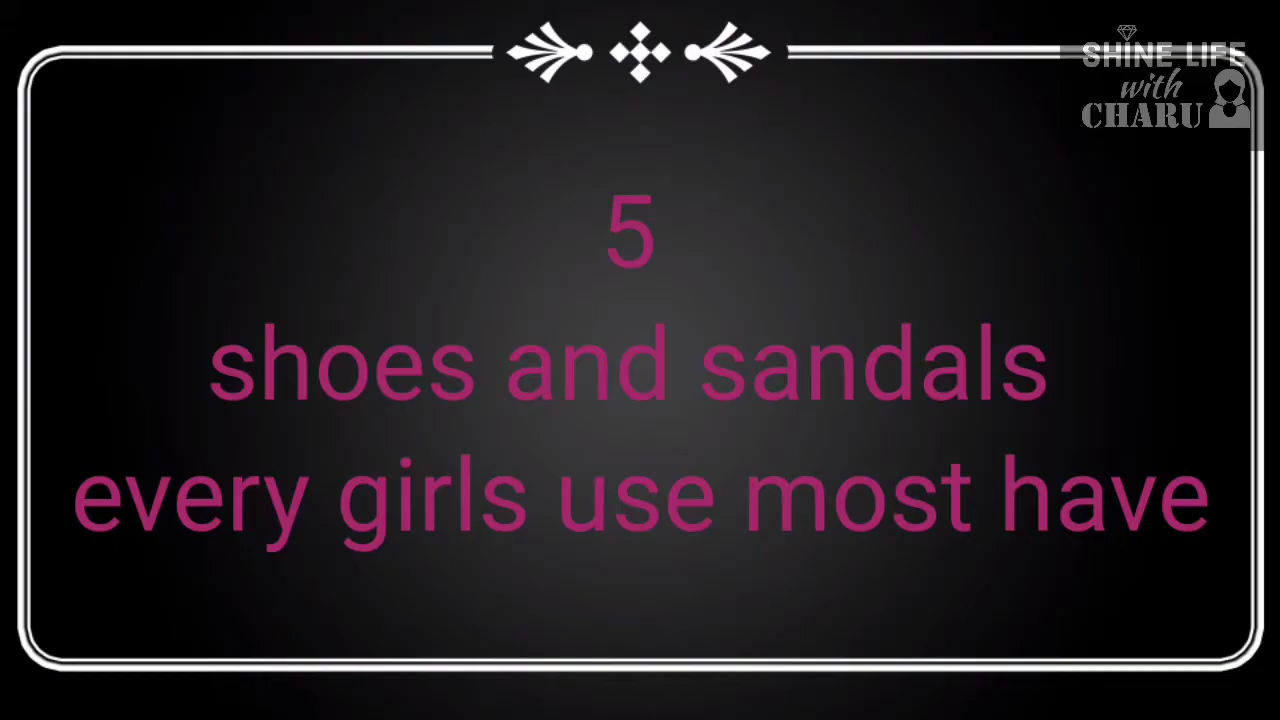 SHINE LIFE
with
CHARU
5
shoes and sandals
every girls use most have